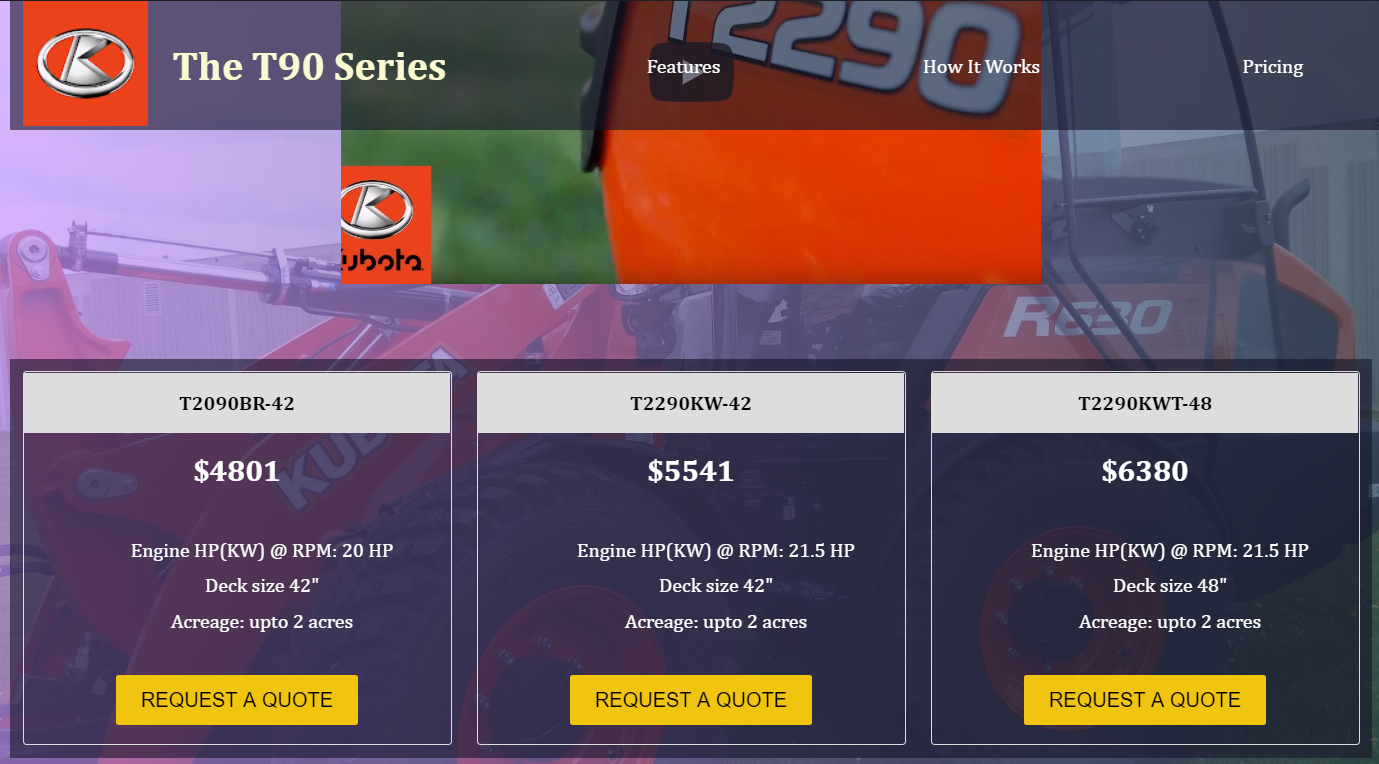 The T90 Series
Features
How It Works
Pricing
T2290
K
Kubota
R630
KUBOTA
T2090BR-42
$4801
Engine HP(KW) @ RPM: 20 HP
Deck size 42"
Acreage: upto 2 acres
REQUEST A QUOTE
T2290KW-42
$5541
Engine HP(KW) @ RPM: 21.5 HP
Deck size 42"
Acreage: upto 2 acres
REQUEST A QUOTE
T2290KWT-48
$6380
Engine HP(KW) @ RPM: 21.5 HP
Deck size 48"
Acreage: upto 2 acres
REQUEST A QUOTE